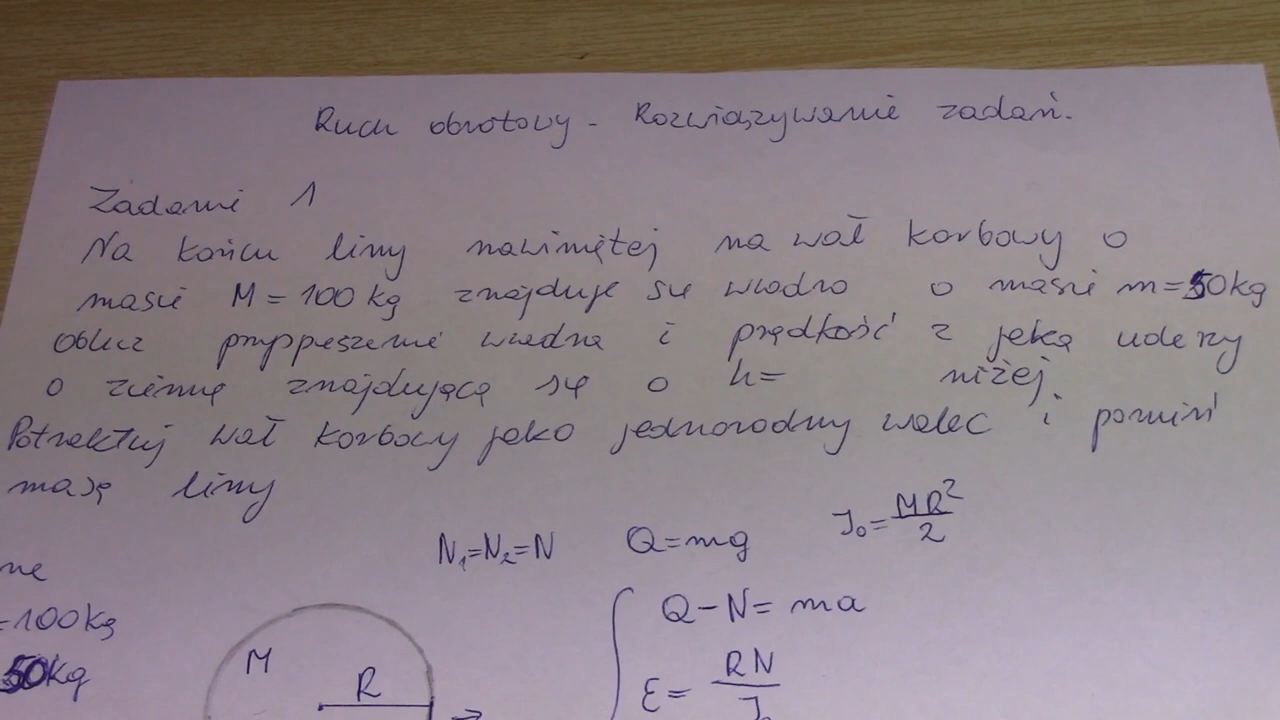 Ruch obrotowy - Rozwiązywanie zadań.
Zadanie 1
Na końcu liny nawiniętej na wał korbowy o
masie M = 100 kg znajduje się wiadro o masie m = 50kg
Oblicz przyspieszenie wiadra i prędkość z jaką uderzy
o ziemię znajdującą się o h= niżej.
Potraktuj wał korbowy jako jednorodny walec i pomiń
masę liny
N₁=N₂=N Q=mg J₀ = MR²/2
ne
=100kg
50kg
M
R
Q-N= ma
ε= RN/J₀